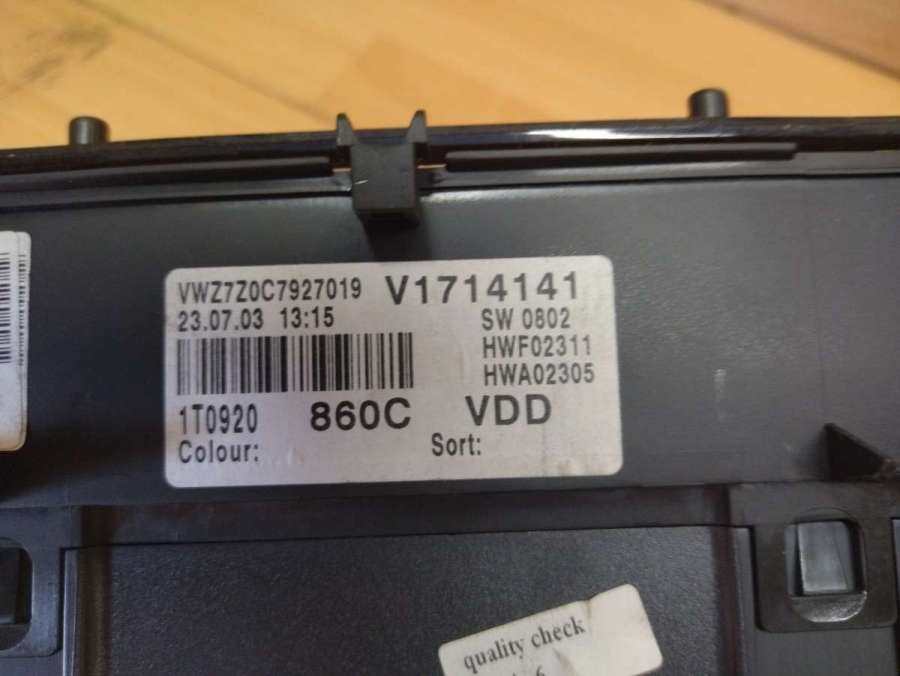 VWZ7Z0C7927019 V1714141
23.07.03 13:15 SW 0802
HWF02311
HWA02305
1T0920 860C VDD
Colour: Sort:
quality check